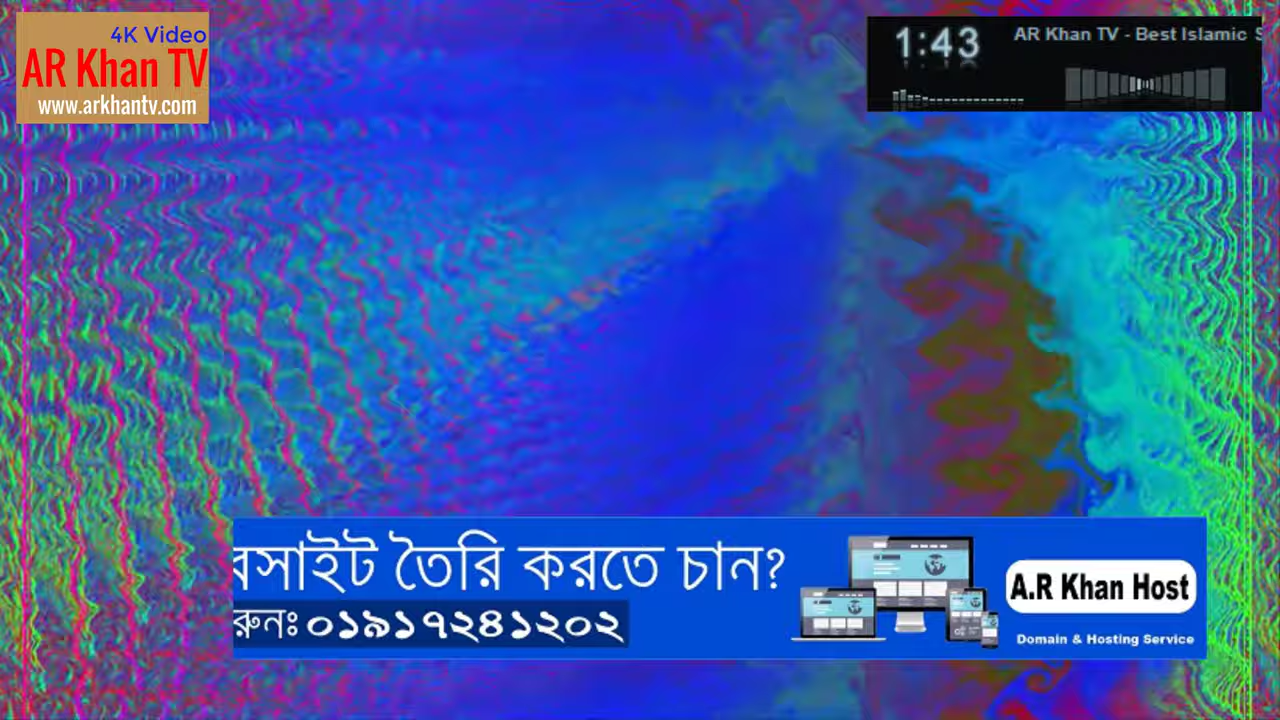 4K Video
AR Khan TV
www.arkhantv.com
1:43
AR Khan TV - Best Islamic
বসাইট তৈরি করতে চান?
রুনঃ ০১৯১৭২৪১২০২
A.R Khan Host
Domain & Hosting Service